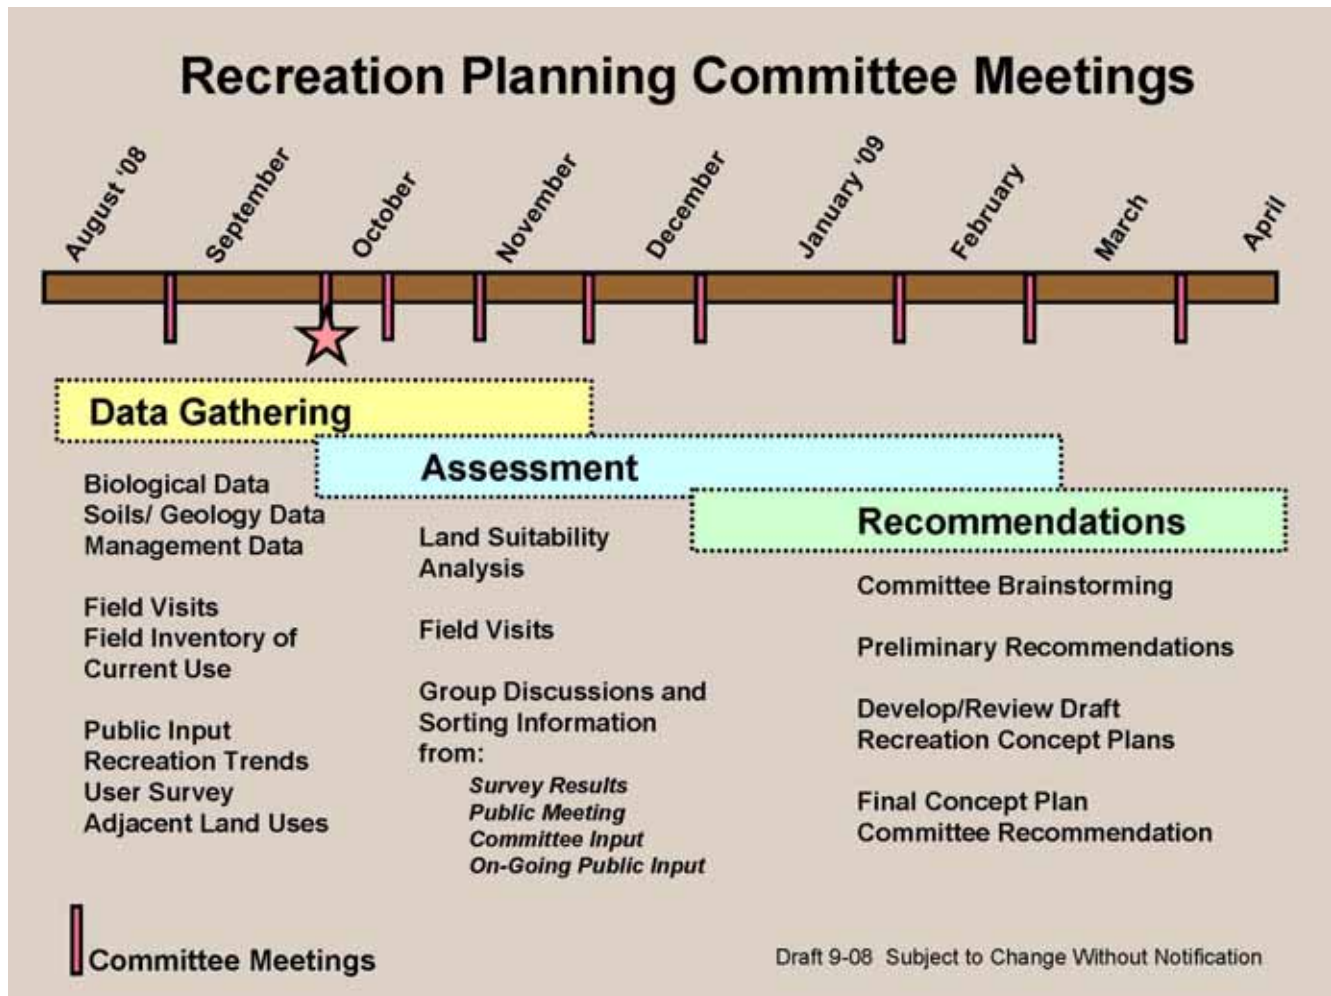 Recreation Planning Committee Meetings
August '08
September
October
November
December
January '09
February
March
April
Data Gathering
Biological Data
Soils/ Geology Data
Management Data
Field Visits
Field Inventory of
Current Use
Public Input
Recreation Trends
User Survey
Adjacent Land Uses
Assessment
Land Suitability
Analysis
Field Visits
Group Discussions and
Sorting Information
from:
Survey Results
Public Meeting
Committee Input
On-Going Public Input
Recommendations
Committee Brainstorming
Preliminary Recommendations
Develop/Review Draft
Recreation Concept Plans
Final Concept Plan
Committee Recommendation
Committee Meetings
Draft 9-08 Subject to Change Without Notification